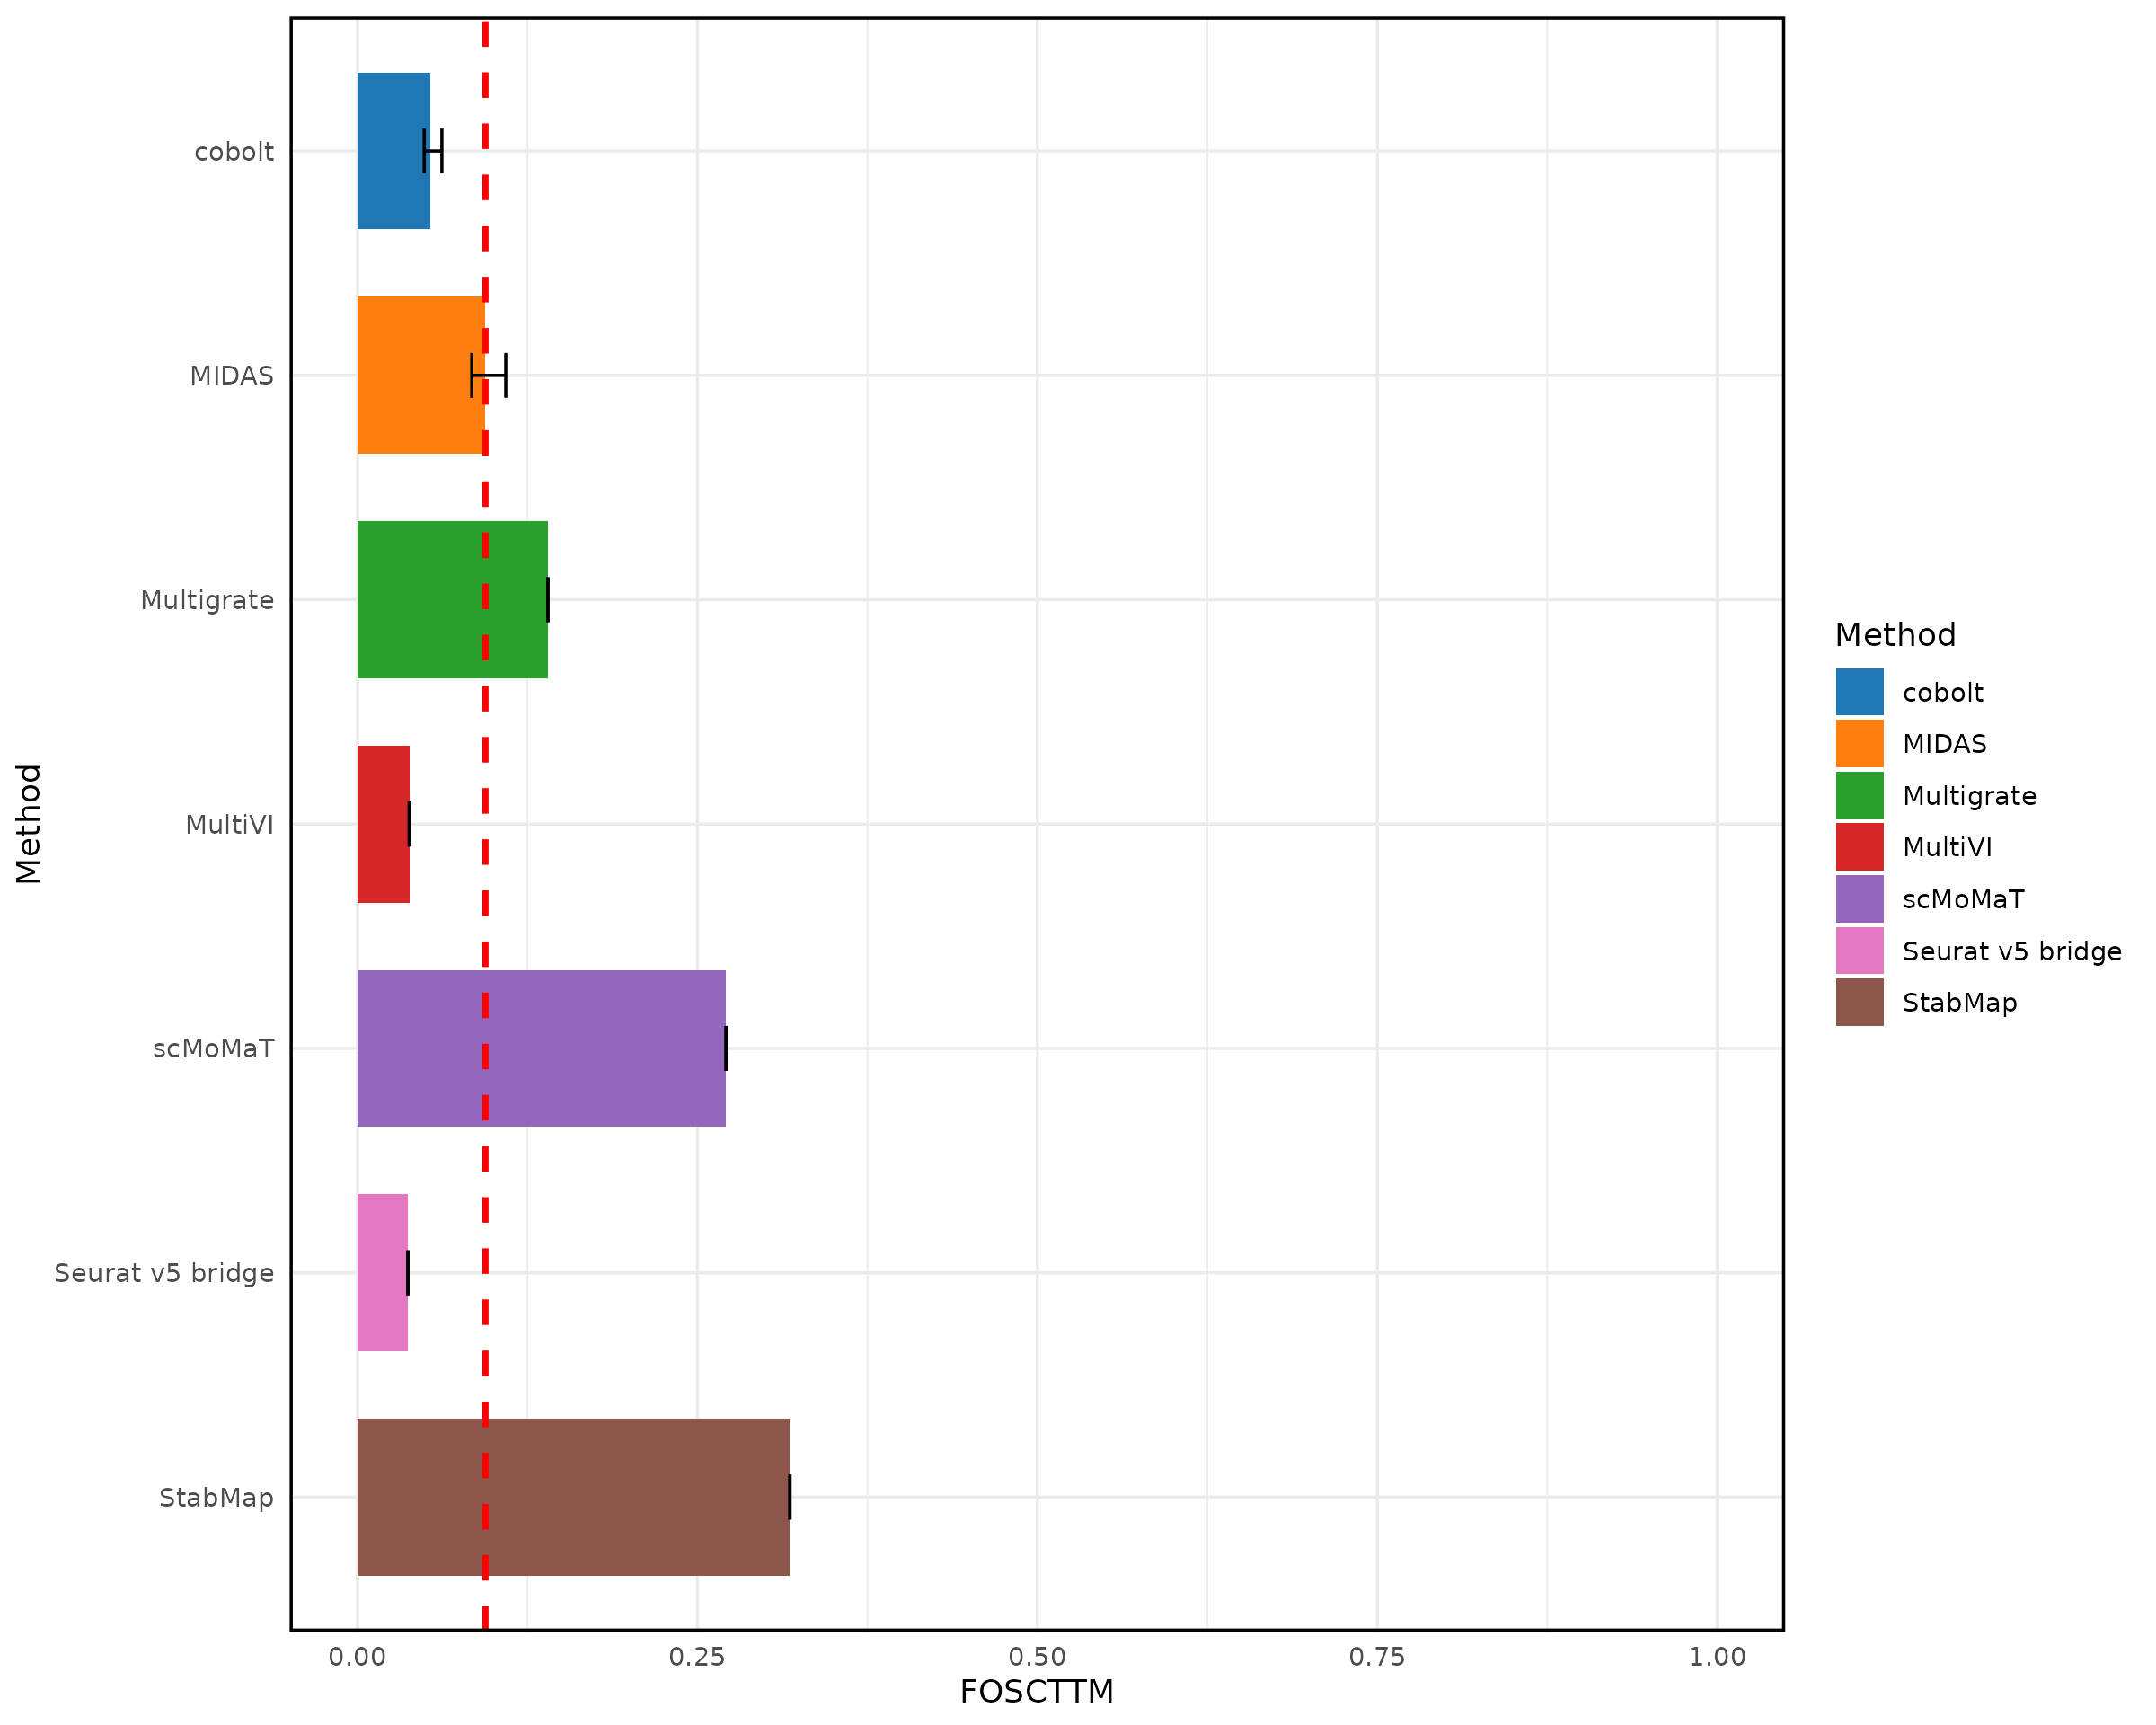 cobolt
MIDAS
Multigrate
MultiVI
scMoMaT
Seurat v5 bridge
StabMap
Method
0.00 0.25 0.50 0.75 1.00
FOSCTTM
Method
cobolt
MIDAS
Multigrate
MultiVI
scMoMaT
Seurat v5 bridge
StabMap